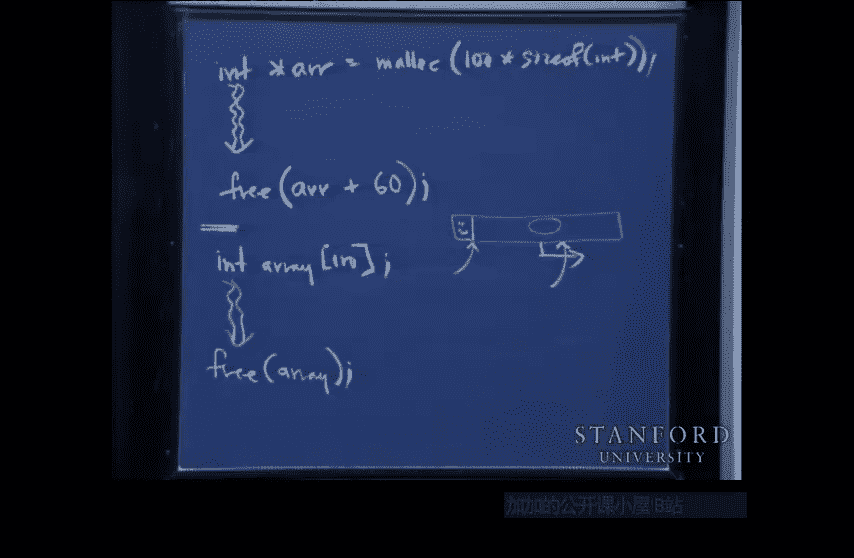 int *arr = malloc (100 * sizeof(int));
free(arr + 60);
int array[100];
free(array);
STANFORD
UNIVERSITY
加加的公开课小屋 B站